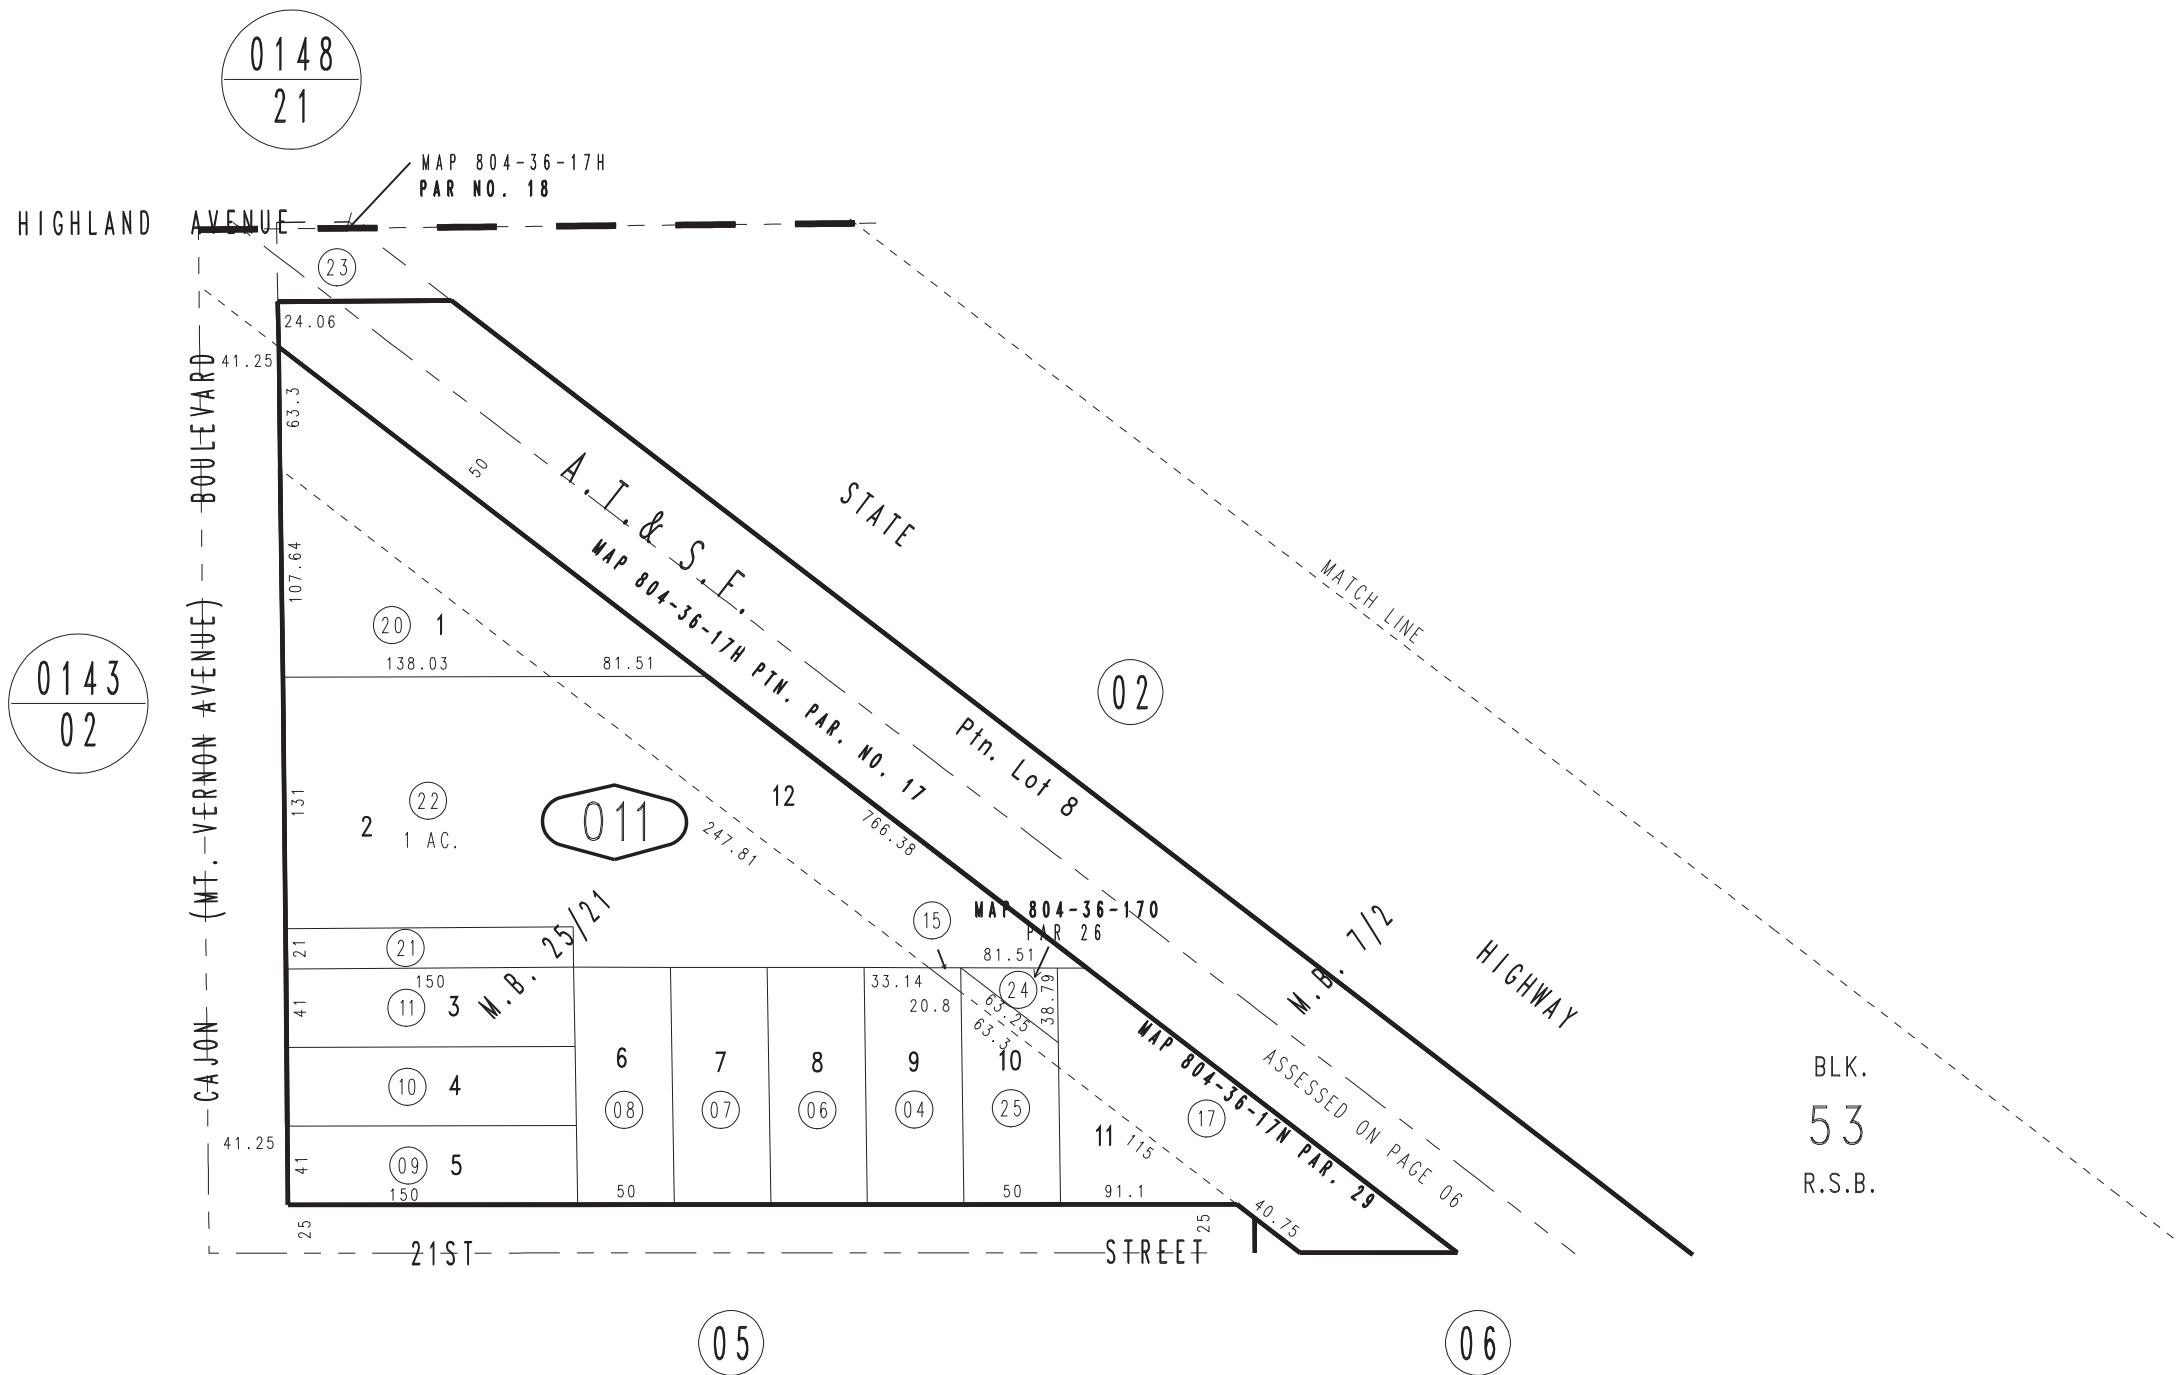 0148
21
MAP 804-36-17H
PAR NO. 18
HIGHLAND AVENUE
23
24.06
41.25
63.3
50
107.64
CAJON (MT. VERNON AVENUE) BOULEVARD
A.T. & S.F.
STATE
HIGHWAY
MATCH LINE
MAP 804-36-17H PTN. PAR. NO. 17
20 1
138.03 81.51
0143
02
02
Ptn. Lot 8
131
22
2
1 AC.
011
12
247.81
766.38
M.B. 25/21
M.B. 7/2
15
MAP 804-36-170
PAR 26
21
21
81.51
150
33.14
24
38.79
41
11 3
20.8
63.25
63.3
MAP 804-36-17N PAR. 29
ASSESSED ON PAGE 06
6 7 8 9 10
10 4
08 07 06 04 25
17
11 115
BLK.
53
R.S.B.
41.25
41
09 5
150 50 50 91.1
40.75
25
25
21ST STREET
05
06